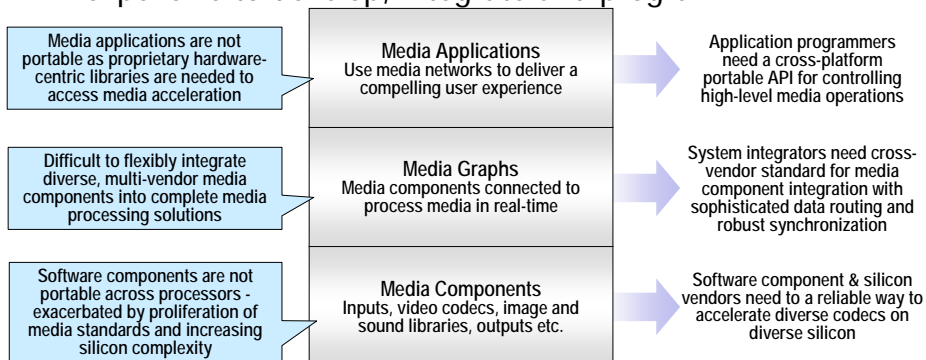 Media applications are not
portable as proprietary hardware-
centric libraries are needed to
access media acceleration
Media Applications
Use media networks to deliver a
compelling user experience
Application programmers
need a cross-platform
portable API for controlling
high-level media operations
Difficult to flexibly integrate
diverse, multi-vendor media
components into complete media
processing solutions
Media Graphs
Media components connected to
process media in real-time
System integrators need cross-
vendor standard for media
component integration with
sophisticated data routing and
robust synchronization
Software components are not
portable across processors -
exacerbated by proliferation of
media standards and increasing
silicon complexity
Media Components
Inputs, video codecs, image and
sound libraries, outputs etc.
Software component & silicon
vendors need to a reliable way to
accelerate diverse codecs on
diverse silicon